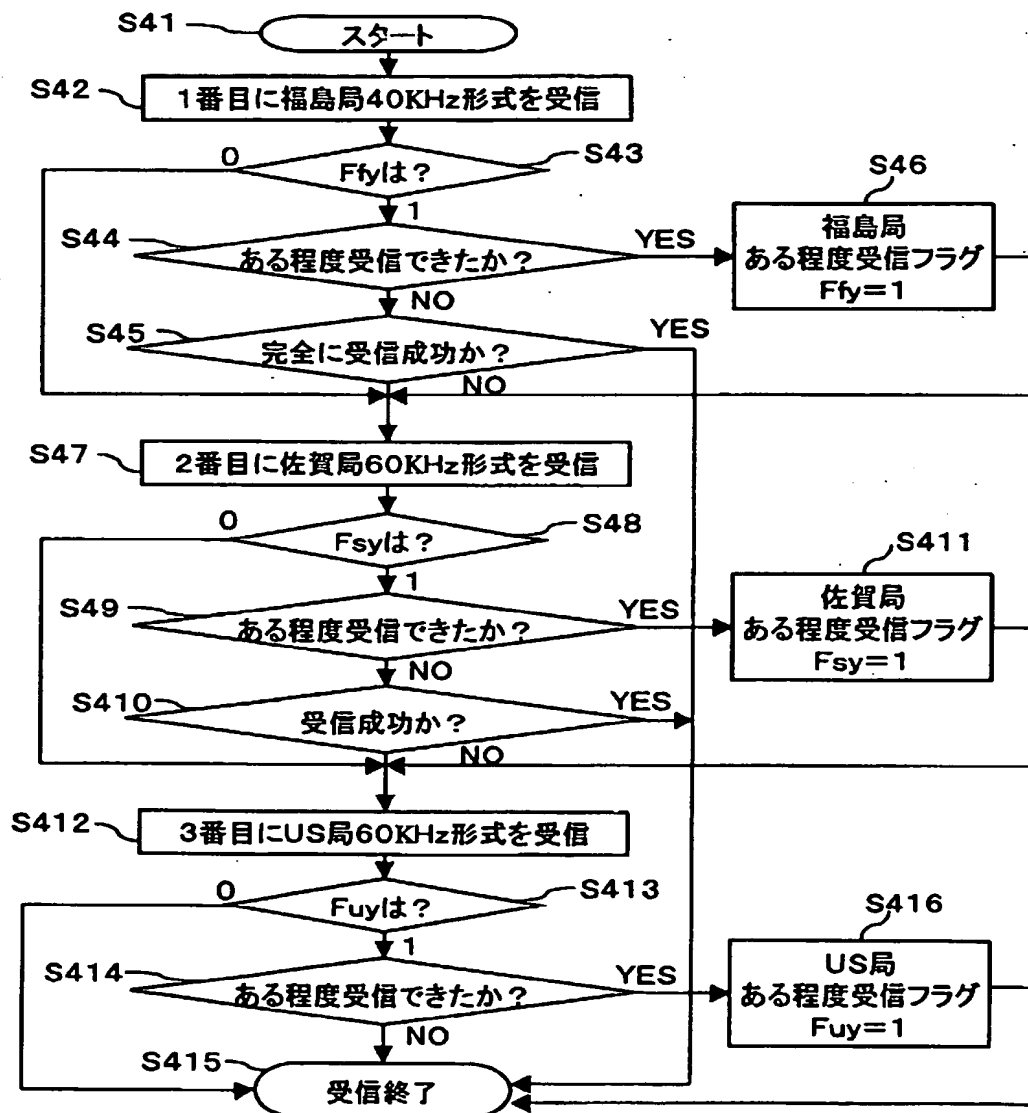 S41
スタート
S42
1番目に福島局40KHz形式を受信
0
S43
Ffyは?
1
S46
福島局
ある程度受信フラグ
Ffy=1
S44
ある程度受信できたか?
YES
NO
S45
完全に受信成功か?
YES
NO
S47
2番目に佐賀局60KHz形式を受信
0
S48
Fsyは?
1
S411
佐賀局
ある程度受信フラグ
Fsy=1
S49
ある程度受信できたか?
YES
NO
S410
受信成功か?
YES
NO
S412
3番目にUS局60KHz形式を受信
0
S413
Fuyは?
1
S416
US局
ある程度受信フラグ
Fuy=1
S414
ある程度受信できたか?
YES
NO
S415
受信終了